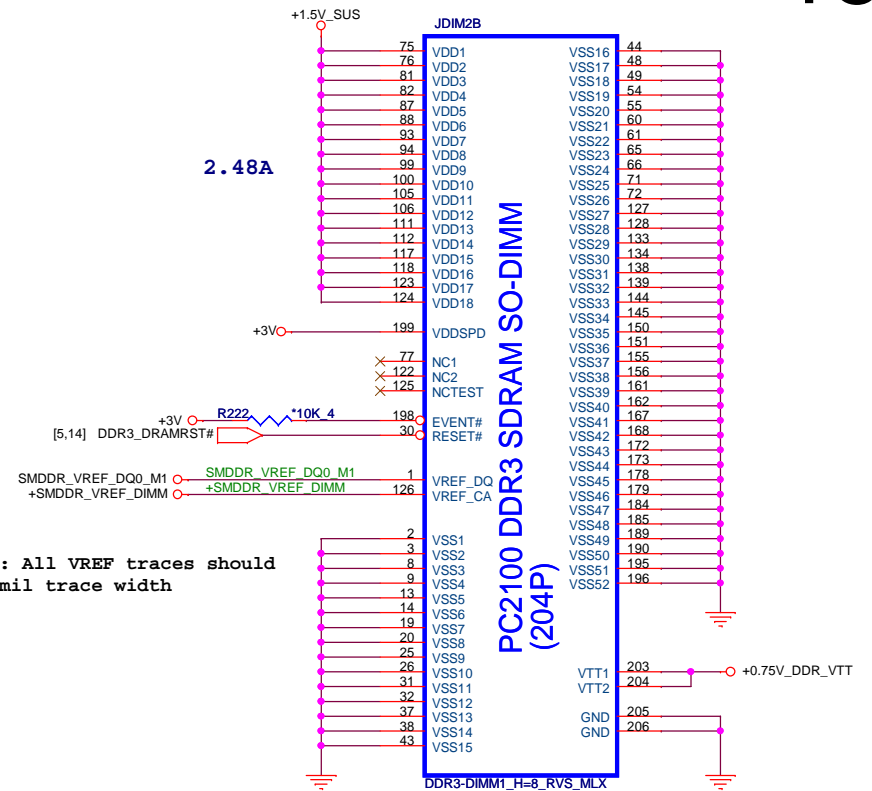 +1.5V_SUS
JDIM2B
2.48A
75 VDD1
76 VDD2
81 VDD3
82 VDD4
87 VDD5
88 VDD6
93 VDD7
94 VDD8
99 VDD9
100 VDD10
105 VDD11
106 VDD12
111 VDD13
112 VDD14
117 VDD15
118 VDD16
123 VDD17
124 VDD18
+3V 199 VDDSPD
77 NC1
122 NC2
125 NCTEST
+3V R222 *10K_4 198 EVENT#
[5,14] DDR3_DRAMRST# 30 RESET#
SMDDR_VREF_DQ0_M1 SMDDR_VREF_DQ0_M1 1 VREF_DQ
+SMDDR_VREF_DIMM +SMDDR_VREF_DIMM 126 VREF_CA
: All VREF traces should
mil trace width
2 VSS1
3 VSS2
8 VSS3
9 VSS4
13 VSS5
14 VSS6
19 VSS7
20 VSS8
25 VSS9
26 VSS10
31 VSS11
32 VSS12
37 VSS13
38 VSS14
43 VSS15
PC2100 DDR3 SDRAM SO-DIMM
(204P)
VSS16 44
VSS17 48
VSS18 49
VSS19 54
VSS20 55
VSS21 60
VSS22 61
VSS23 65
VSS24 66
VSS25 71
VSS26 72
VSS27 127
VSS28 128
VSS29 133
VSS30 134
VSS31 138
VSS32 139
VSS33 144
VSS34 145
VSS35 150
VSS36 151
VSS37 155
VSS38 156
VSS39 161
VSS40 162
VSS41 167
VSS42 168
VSS43 172
VSS44 173
VSS45 178
VSS46 179
VSS47 184
VSS48 185
VSS49 189
VSS50 190
VSS51 195
VSS52 196
VTT1 203 +0.75V_DDR_VTT
VTT2 204
GND 205
GND 206
DDR3-DIMM1_H=8_RVS_MLX